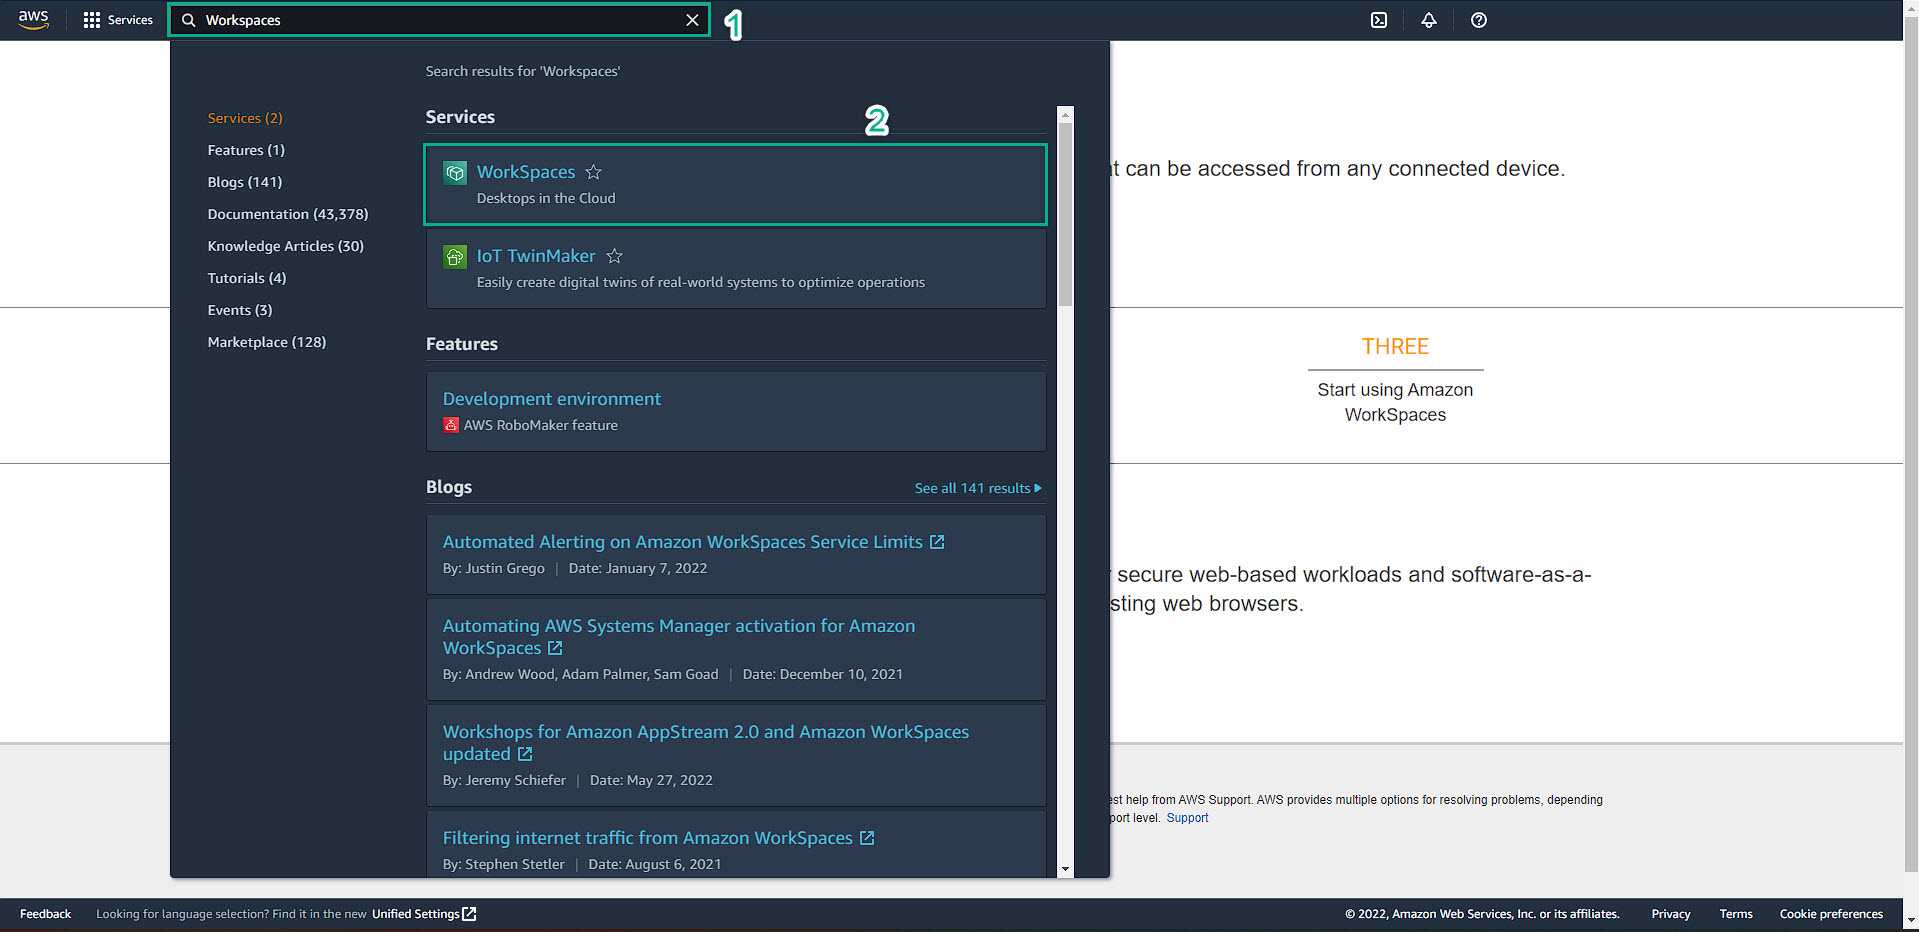 aws
Services
Workspaces
1
Search results for 'Workspaces'
Services (2)
Features (1)
Blogs (141)
Documentation (43,378)
Knowledge Articles (30)
Tutorials (4)
Events (3)
Marketplace (128)
Services
2
WorkSpaces
Desktops in the Cloud
IoT TwinMaker
Easily create digital twins of real-world systems to optimize operations
Features
Development environment
AWS RoboMaker feature
Blogs
See all 141 results
Automated Alerting on Amazon WorkSpaces Service Limits
By: Justin Grego | Date: January 7, 2022
Automating AWS Systems Manager activation for Amazon
WorkSpaces
By: Andrew Wood, Adam Palmer, Sam Goad | Date: December 10, 2021
Workshops for Amazon AppStream 2.0 and Amazon WorkSpaces
updated
By: Jeremy Schiefer | Date: May 27, 2022
Filtering internet traffic from Amazon WorkSpaces
By: Stephen Stetler | Date: August 6, 2021
can be accessed from any connected device.
THREE
Start using Amazon
WorkSpaces
secure web-based workloads and software-as-a-
sting web browsers.
est help from AWS Support. AWS provides multiple options for resolving problems, depending
port level. Support
Feedback
Looking for language selection? Find it in the new Unified Settings
© 2022, Amazon Web Services, Inc. or its affiliates.
Privacy
Terms
Cookie preferences